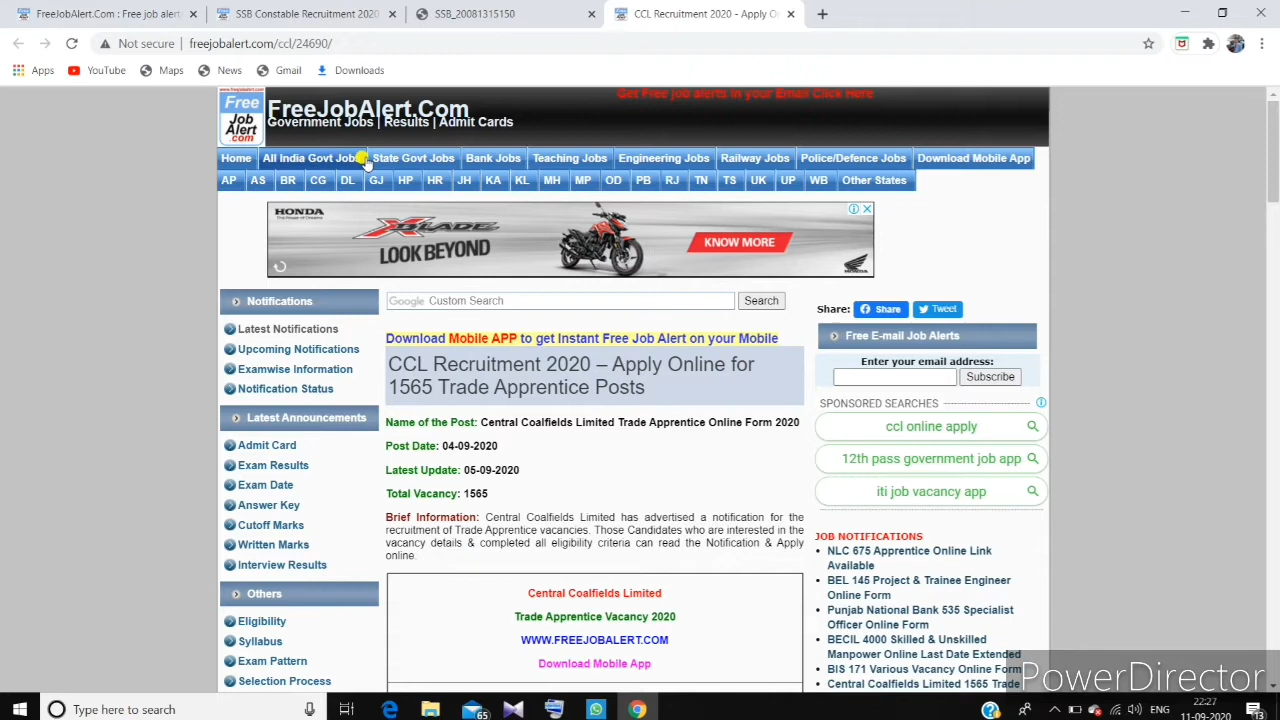 FreeJobAlert.Com : Free job alert
SSB Constable Recruitment 2020
SSB_20081315150
CCL Recruitment 2020 - Apply On
Not secure | freejobalert.com/ccl/24690/
Apps YouTube Maps News Gmail Downloads
www.freejobalert.com
Free
Job
Alert
.com
FreeJobAlert.Com
Government Jobs | Results | Admit Cards
Get Free job alerts in your Email Click Here
Home All India Govt Jobs State Govt Jobs Bank Jobs Teaching Jobs Engineering Jobs Railway Jobs Police/Defence Jobs Download Mobile App
AP AS BR CG DL GJ HP HR JH KA KL MH MP OD PB RJ TN TS UK UP WB Other States
HONDA
X BLADE
LOOK BEYOND
KNOW MORE
HONDA
Notifications
Latest Notifications
Upcoming Notifications
Examwise Information
Notification Status
Latest Announcements
Admit Card
Exam Results
Exam Date
Answer Key
Cutoff Marks
Written Marks
Interview Results
Others
Eligibility
Syllabus
Exam Pattern
Selection Process
Google Custom Search
Search
Download Mobile APP to get Instant Free Job Alert on your Mobile
CCL Recruitment 2020 – Apply Online for
1565 Trade Apprentice Posts
Name of the Post: Central Coalfields Limited Trade Apprentice Online Form 2020
Post Date: 04-09-2020
Latest Update: 05-09-2020
Total Vacancy: 1565
Brief Information: Central Coalfields Limited has advertised a notification for the
recruitment of Trade Apprentice vacancies. Those Candidates who are interested in the
vacancy details & completed all eligibility criteria can read the Notification & Apply
online.
Central Coalfields Limited
Trade Apprentice Vacancy 2020
WWW.FREEJOBALERT.COM
Download Mobile App
Share: Share Tweet
Free E-mail Job Alerts
Enter your email address:
Subscribe
SPONSORED SEARCHES
ccl online apply
12th pass government job app
iti job vacancy app
JOB NOTIFICATIONS
• NLC 675 Apprentice Online Link
Available
• BEL 145 Project & Trainee Engineer
Online Form
• Punjab National Bank 535 Specialist
Officer Online Form
• BECIL 4000 Skilled & Unskilled
Manpower Online Last Date Extended
• BIS 171 Various Vacancy Online Form
• Central Coalfields Limited 1565 Trade
PowerDirector
Type here to search
65
ENG
22:27
11-09-2020
13